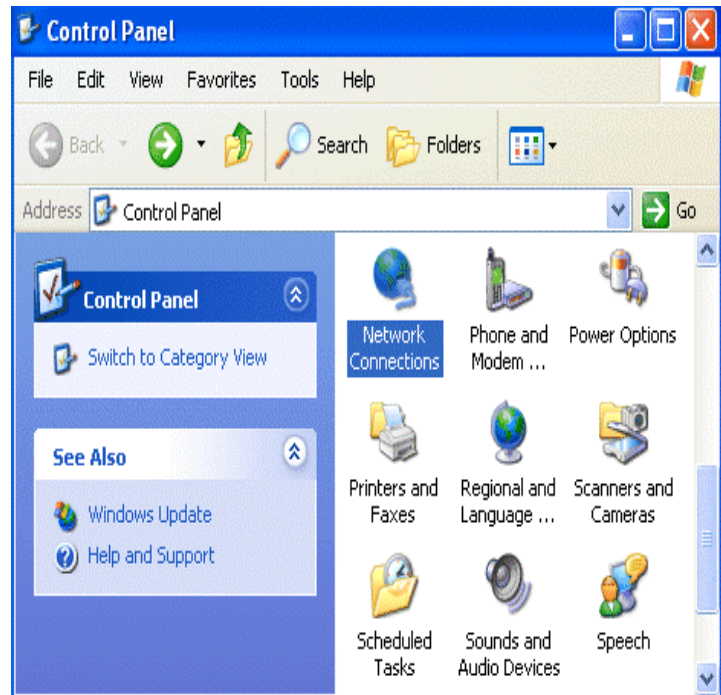 Control Panel
File Edit View Favorites Tools Help
Back Search Folders
Address Control Panel Go
Control Panel
Switch to Category View
See Also
Windows Update
Help and Support
Network Connections
Phone and Modem ...
Power Options
Printers and Faxes
Regional and Language ...
Scanners and Cameras
Scheduled Tasks
Sounds and Audio Devices
Speech